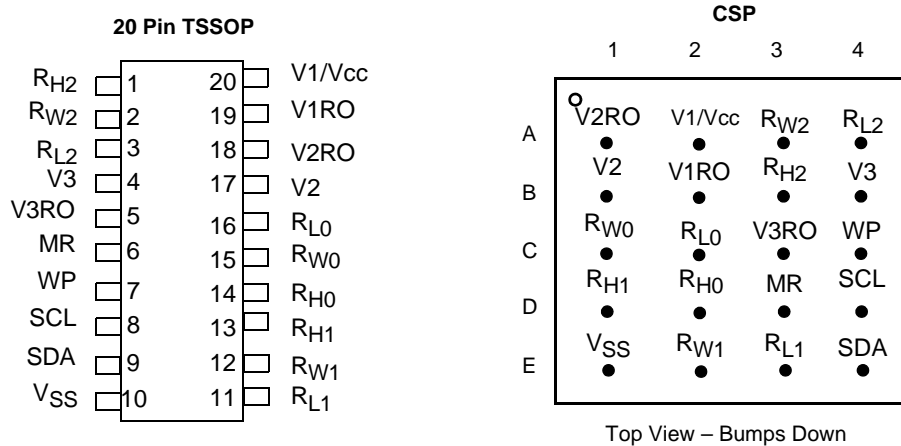 20 Pin TSSOP
RH2 1 20 V1/Vcc
RW2 2 19 V1RO
RL2 3 18 V2RO
V3 4 17 V2
V3RO 5 16 RL0
MR 6 15 RW0
WP 7 14 RH0
SCL 8 13 RH1
SDA 9 12 RW1
VSS 10 11 RL1
CSP
1 2 3 4
A V2RO V1/Vcc RW2 RL2
B V2 V1RO RH2 V3
C RW0 RL0 V3RO WP
D RH1 RH0 MR SCL
E VSS RW1 RL1 SDA
Top View – Bumps Down